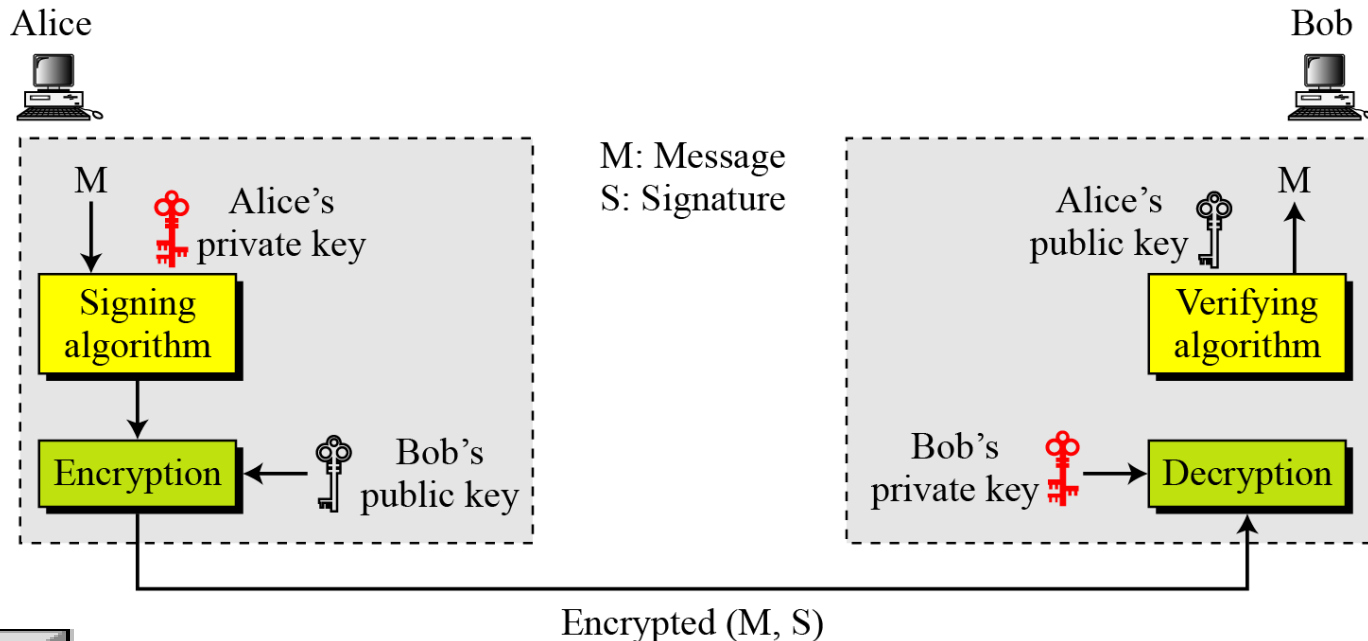 Alice
Bob
M: Message
S: Signature
M
Alice’s
private key
Signing
algorithm
Encryption
Bob’s
public key
Alice’s
public key
M
Verifying
algorithm
Bob’s
private key
Decryption
Encrypted (M, S)